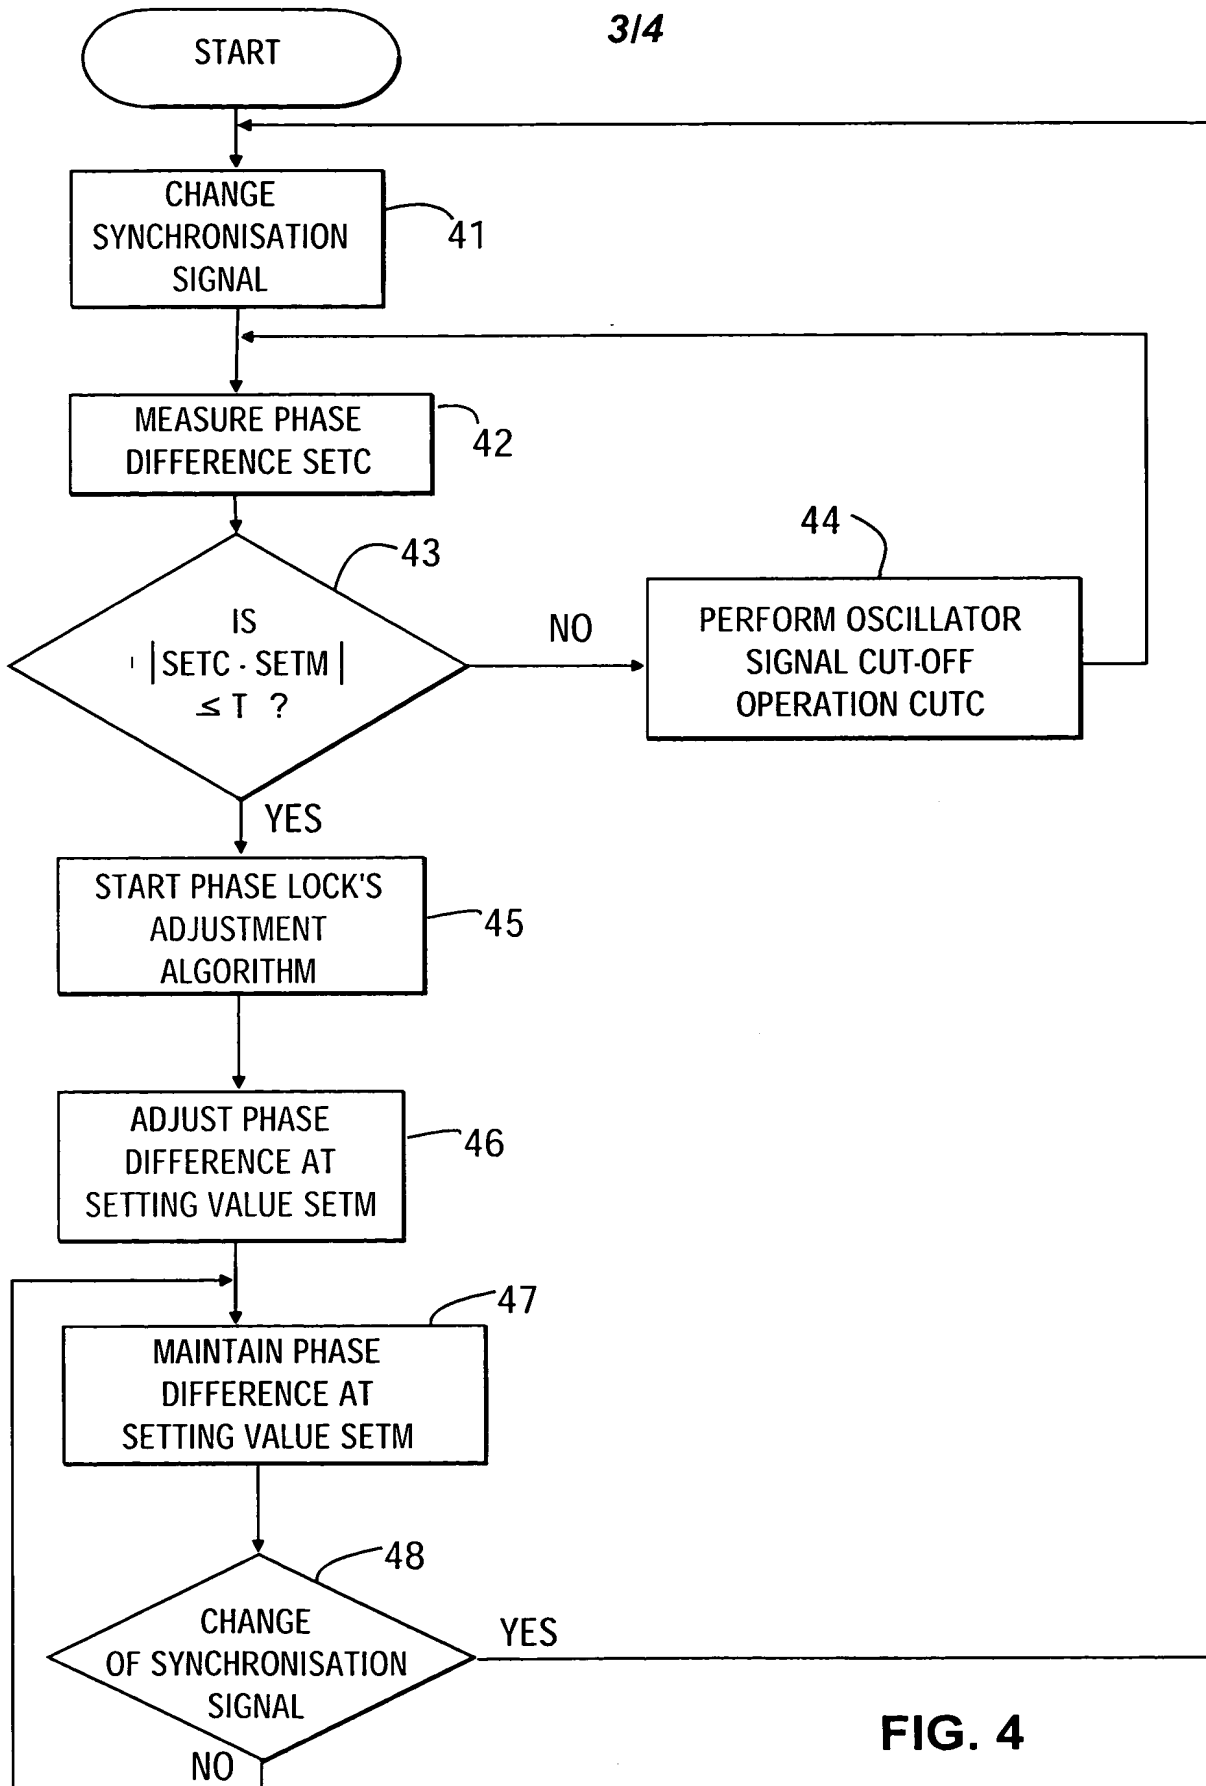 3/4
START
CHANGE
SYNCHRONISATION
SIGNAL
41
MEASURE PHASE
DIFFERENCE SETC
42
43
IS
|SETC - SETM|
≤ T ?
NO
44
PERFORM OSCILLATOR
SIGNAL CUT-OFF
OPERATION CUTC
YES
START PHASE LOCK'S
ADJUSTMENT
ALGORITHM
45
ADJUST PHASE
DIFFERENCE AT
SETTING VALUE SETM
46
47
MAINTAIN PHASE
DIFFERENCE AT
SETTING VALUE SETM
48
CHANGE
OF SYNCHRONISATION
SIGNAL
YES
NO
FIG. 4